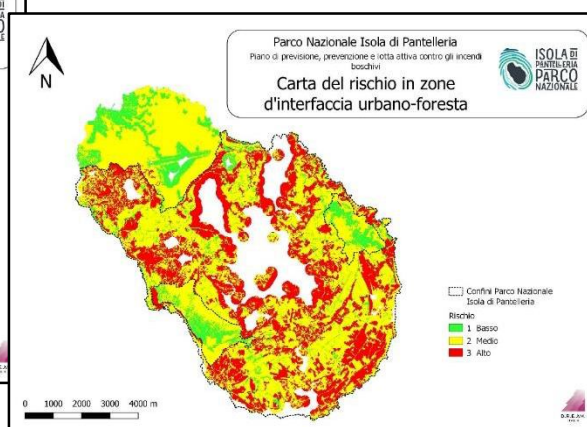 Parco Nazionale Isola di Pantelleria
Piano di previsione, prevenzione e lotta attiva contro gli incendi
boschivi
Carta del rischio in zone
d'interfaccia urbano-foresta
ISOLA DI
PANTELLERIA
PARCO
NAZIONALE
N
Confini Parco Nazionale
Isola di Pantelleria
Rischio
1 Basso
2 Medio
3 Alto
0 1000 2000 3000 4000 m
D.R.E.A.M.